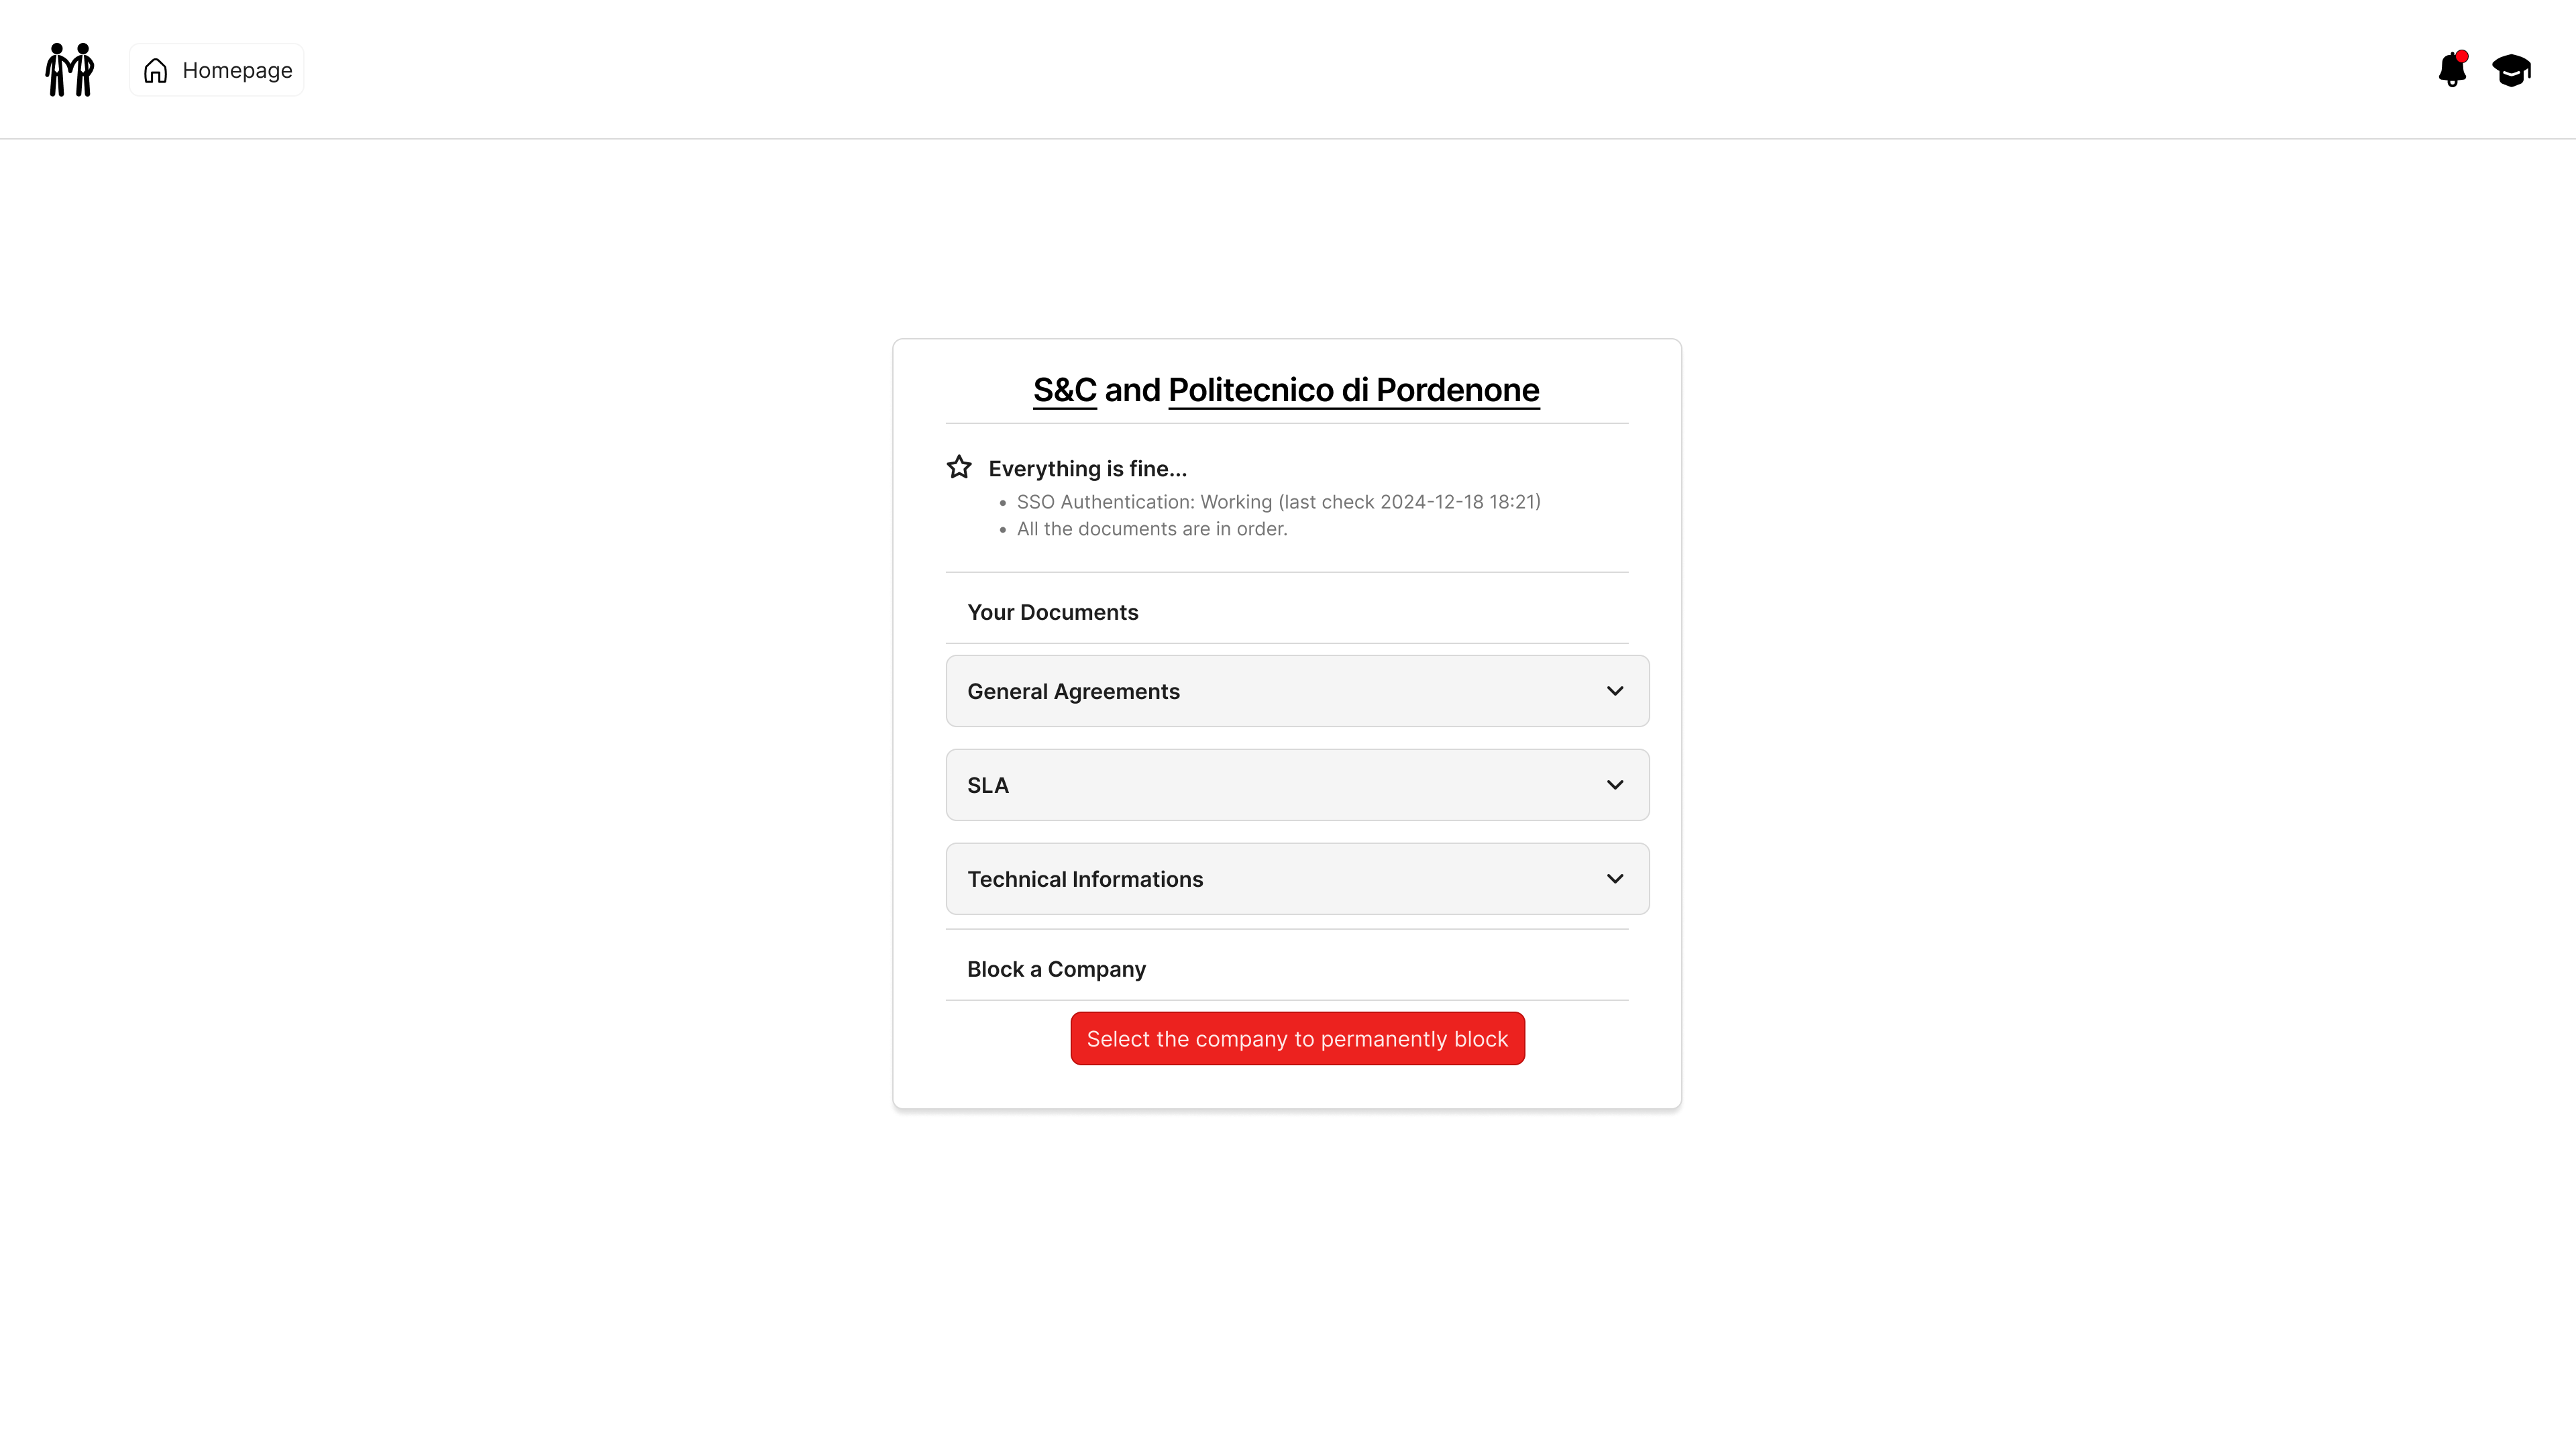 Homepage
S&C and Politecnico di Pordenone
Everything is fine...
• SSO Authentication: Working (last check 2024-12-18 18:21)
• All the documents are in order.
Your Documents
General Agreements
SLA
Technical Informations
Block a Company
Select the company to permanently block